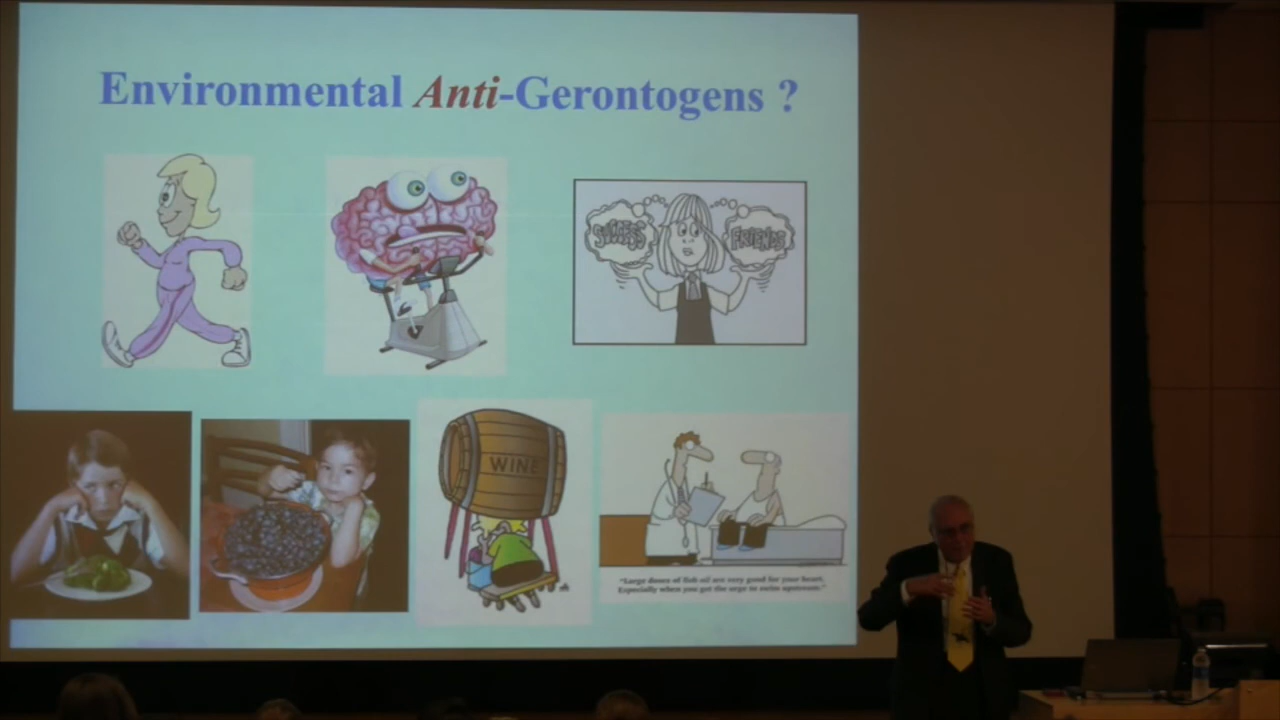 Environmental Anti-Gerontogens ?
SUCCESS
FRIENDS
WINE
"Large doses of fish oil are very good for your heart.
Especially when you get the urge to swim upstream."